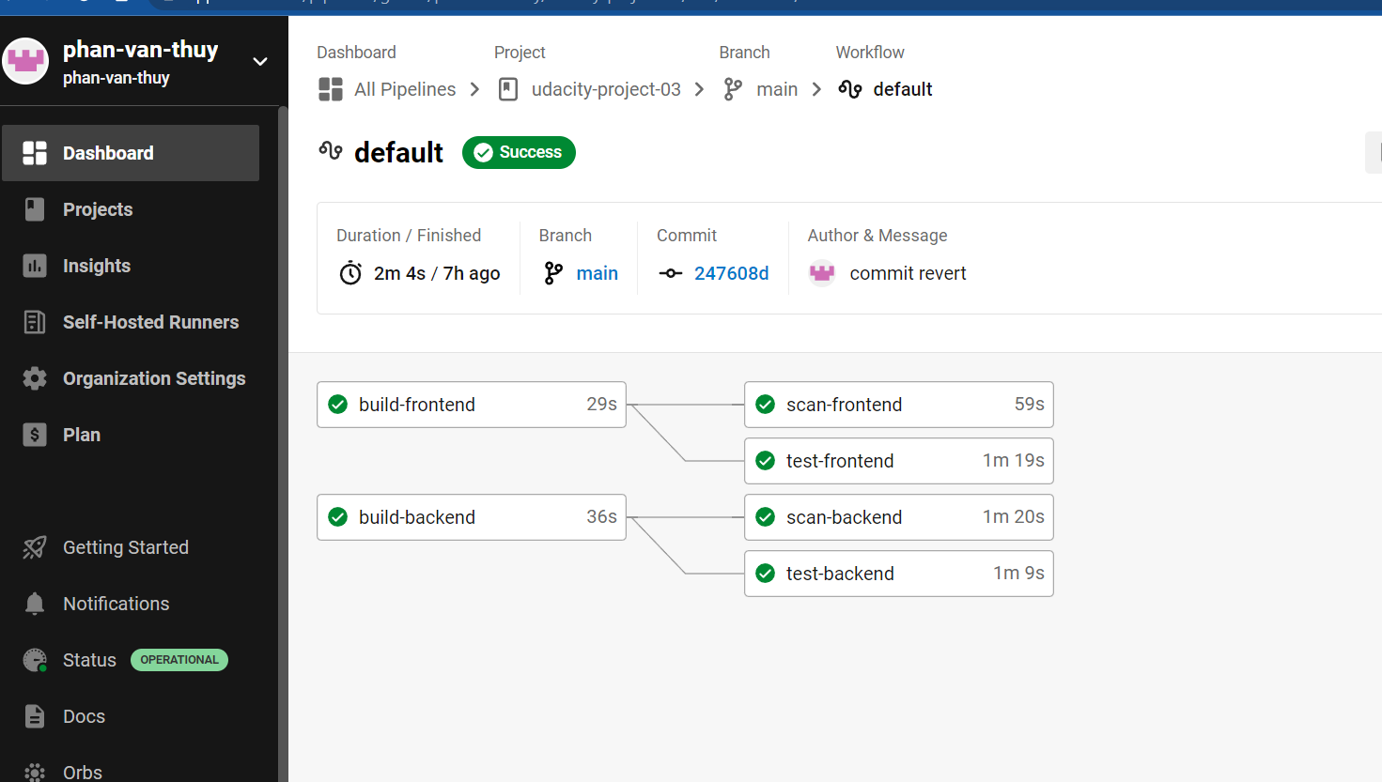 phan-van-thuy
phan-van-thuy
Dashboard
Projects
Insights
Self-Hosted Runners
Organization Settings
Plan
Getting Started
Notifications
Status OPERATIONAL
Docs
Orbs
Dashboard Project Branch Workflow
All Pipelines udacity-project-03 main default
default Success
Duration / Finished Branch Commit Author & Message
2m 4s / 7h ago main 247608d commit revert
build-frontend 29s scan-frontend 59s
test-frontend 1m 19s
build-backend 36s scan-backend 1m 20s
test-backend 1m 9s